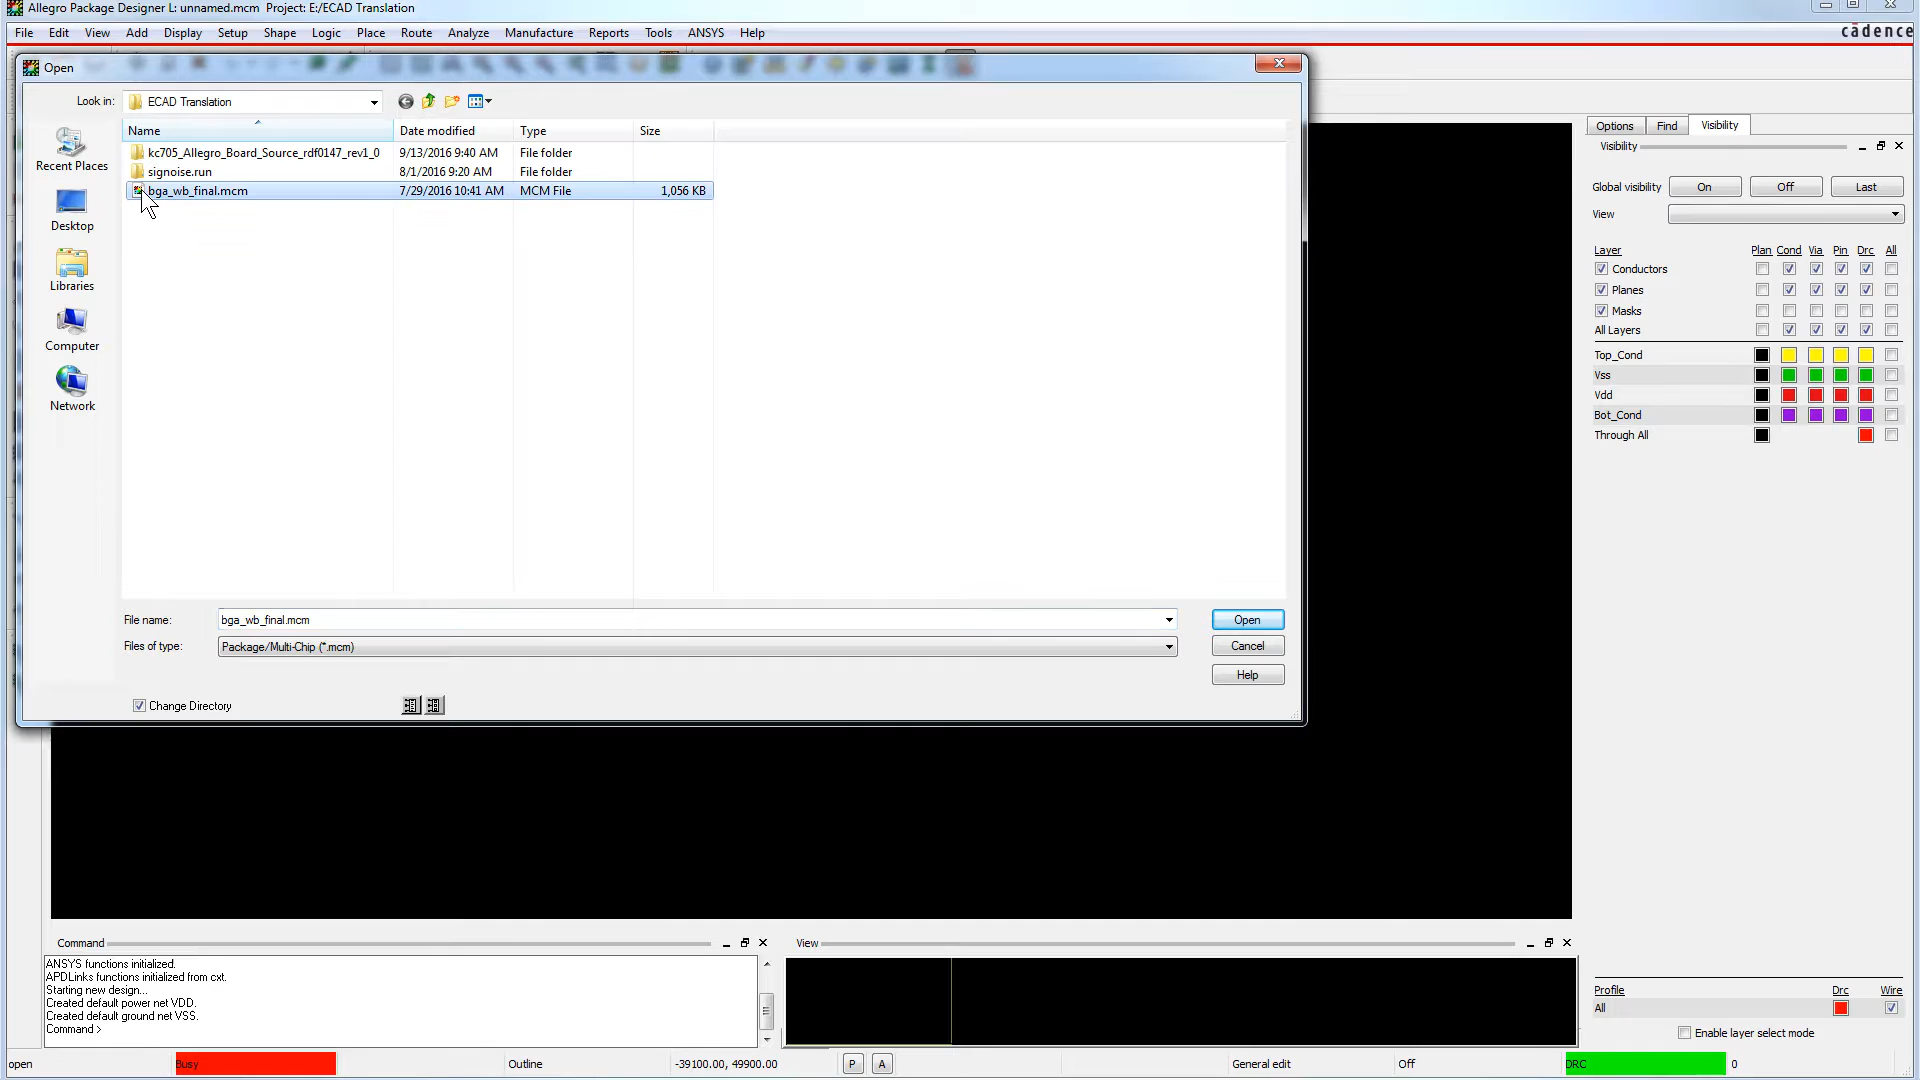 Allegro Package Designer L: unnamed.mcm  Project: E:/ECAD Translation
File Edit View Add Display Setup Shape Logic Place Route Analyze Manufacture Reports Tools ANSYS Help
cādence
Open
Look in: ECAD Translation
Name Date modified Type Size
kc705_Allegro_Board_Source_rdf0147_rev1_0 9/13/2016 9:40 AM File folder
signoise.run 8/1/2016 9:20 AM File folder
bga_wb_final.mcm 7/29/2016 10:41 AM MCM File 1,056 KB
Recent Places
Desktop
Libraries
Computer
Network
File name: bga_wb_final.mcm Open
Files of type: Package/Multi-Chip (*.mcm) Cancel
Help
Change Directory
Options Find Visibility
Visibility
Global visibility On Off Last
View
Layer Plan Cond Via Pin Drc All
Conductors
Planes
Masks
All Layers
Top_Cond
Vss
Vdd
Bot_Cond
Through All
Command
ANSYS functions initialized.
APDLinks functions initialized from cxt.
Starting new design...
Created default power net VDD.
Created default ground net VSS.
Command >
View
Profile Drc Wire
All
Enable layer select mode
open Busy Outline -39100.00, 49900.00 P A General edit Off DRC 0